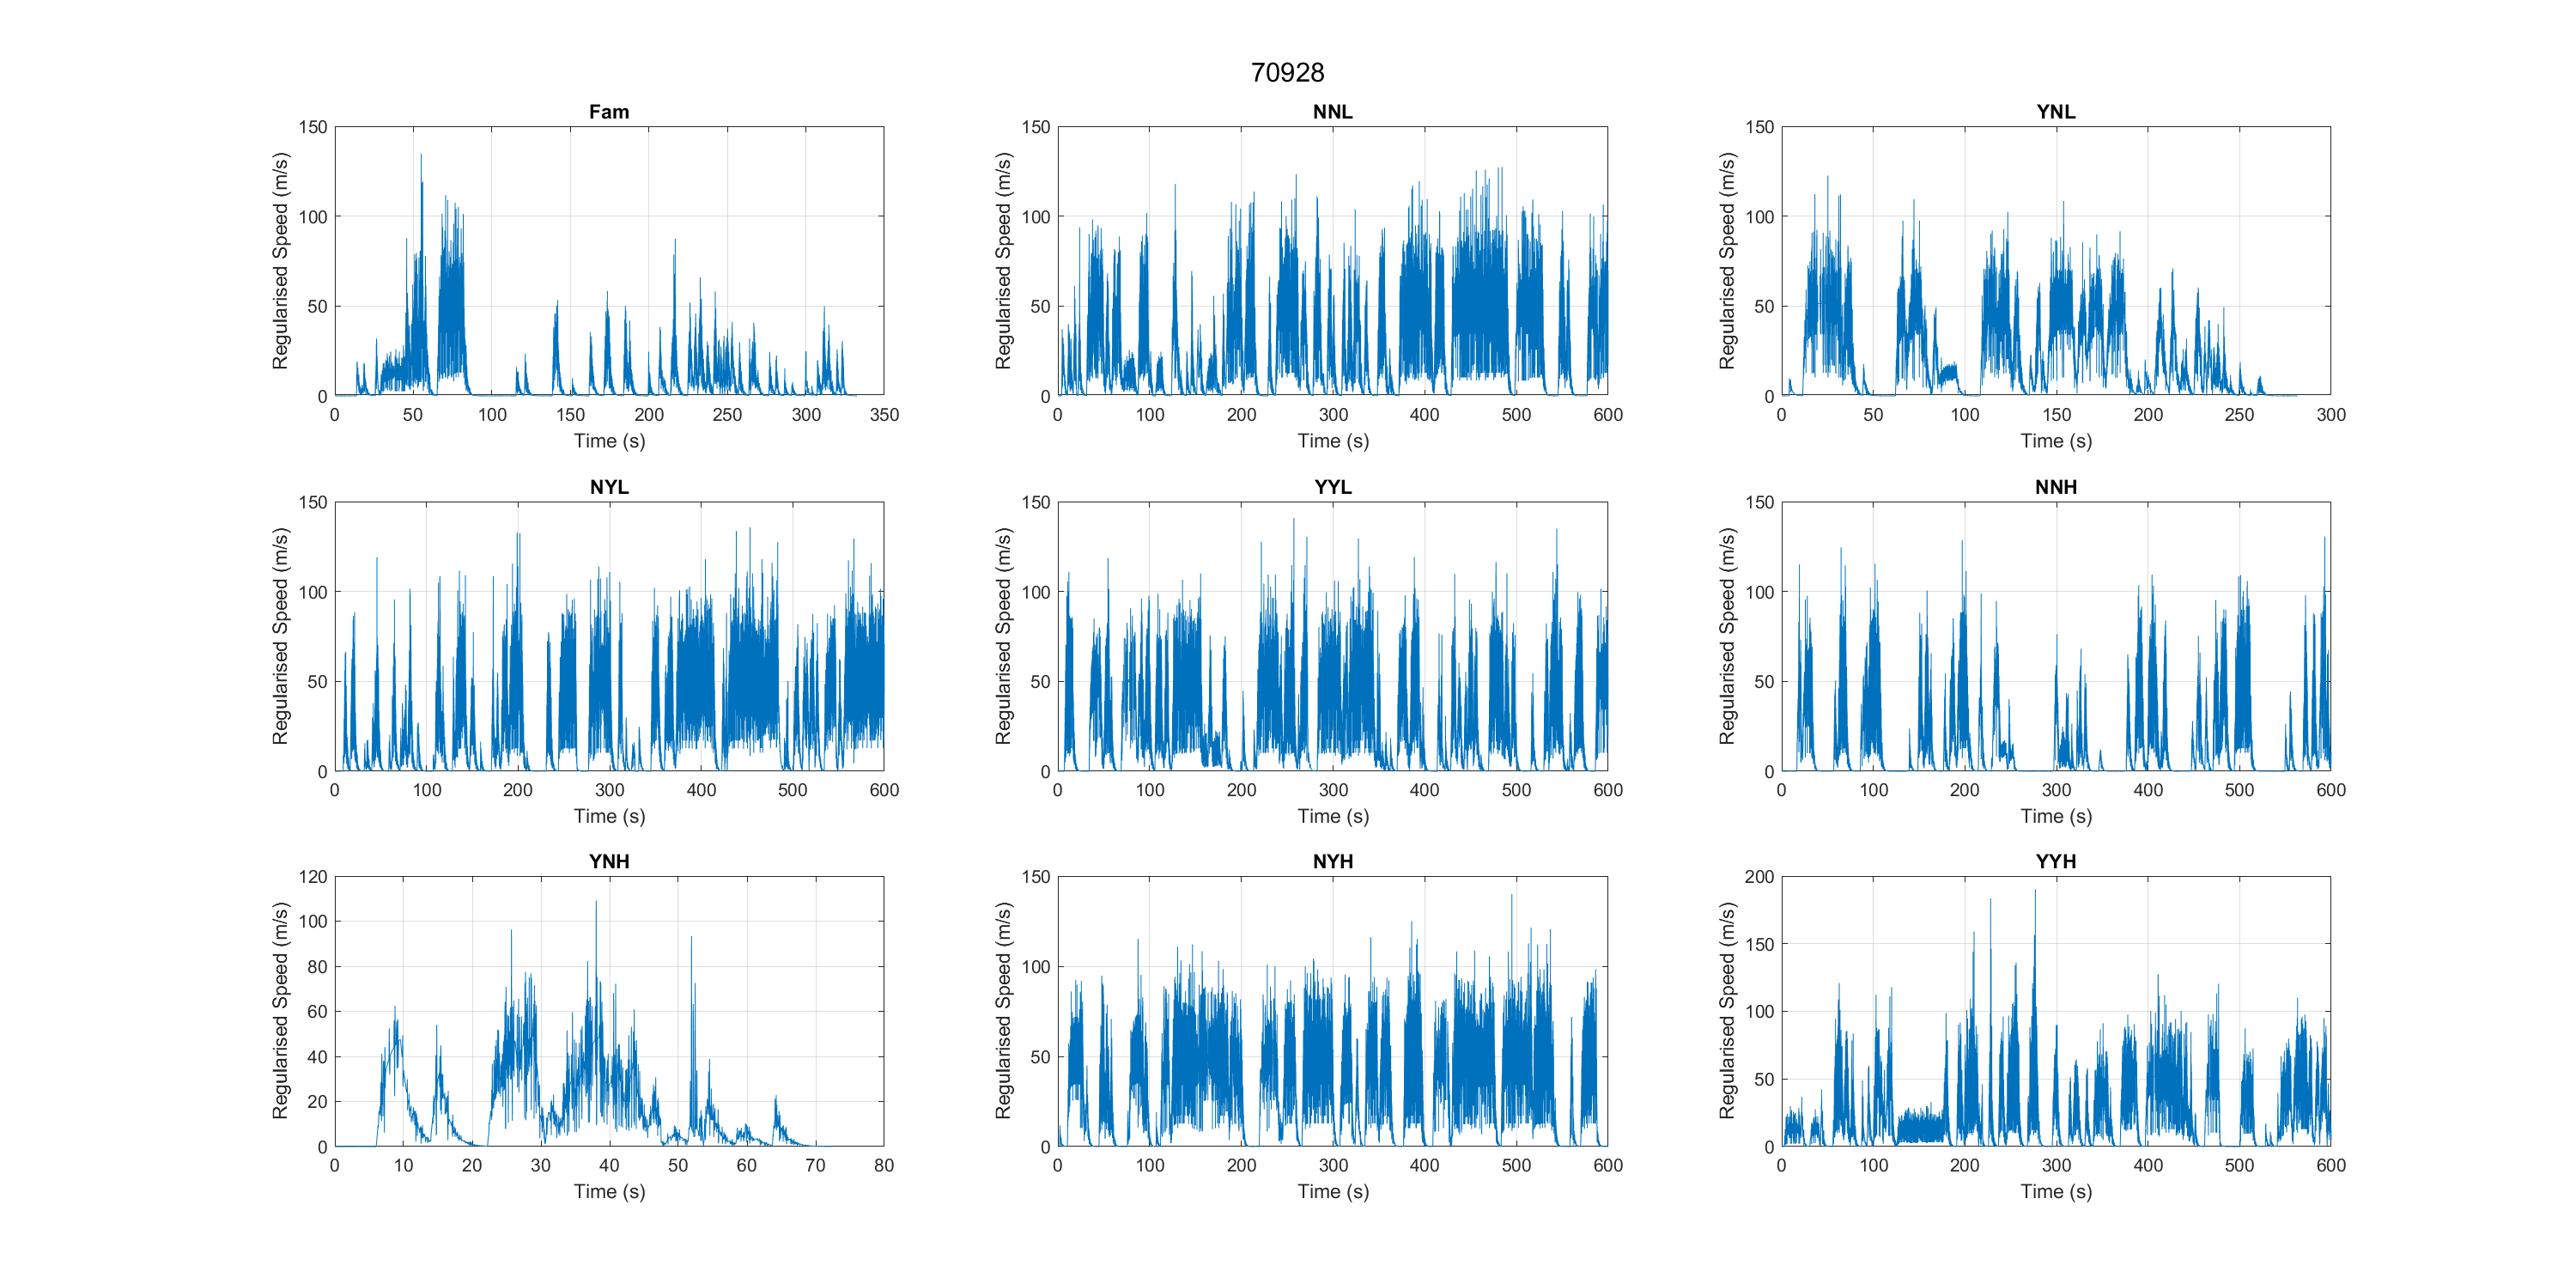 70928
Fam
150
100
50
0
Regularised Speed (m/s)
0 50 100 150 200 250 300 350
Time (s)
NNL
150
100
50
0
Regularised Speed (m/s)
0 100 200 300 400 500 600
Time (s)
YNL
150
100
50
0
Regularised Speed (m/s)
0 50 100 150 200 250 300
Time (s)
NYL
150
100
50
0
Regularised Speed (m/s)
0 100 200 300 400 500 600
Time (s)
YYL
150
100
50
0
Regularised Speed (m/s)
0 100 200 300 400 500 600
Time (s)
NNH
150
100
50
0
Regularised Speed (m/s)
0 100 200 300 400 500 600
Time (s)
YNH
120
100
80
60
40
20
0
Regularised Speed (m/s)
0 10 20 30 40 50 60 70 80
Time (s)
NYH
150
100
50
0
Regularised Speed (m/s)
0 100 200 300 400 500 600
Time (s)
YYH
200
150
100
50
0
Regularised Speed (m/s)
0 100 200 300 400 500 600
Time (s)